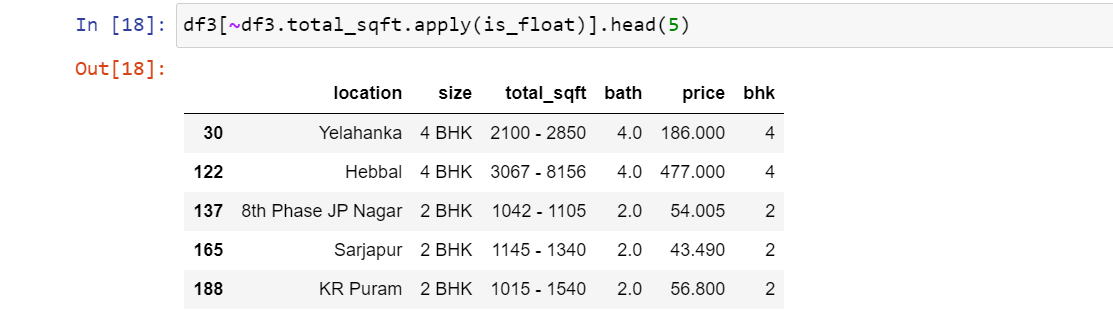 In [18]: df3[~df3.total_sqft.apply(is_float)].head(5)
Out[18]:
location size total_sqft bath price bhk
30 Yelahanka 4 BHK 2100 - 2850 4.0 186.000 4
122 Hebbal 4 BHK 3067 - 8156 4.0 477.000 4
137 8th Phase JP Nagar 2 BHK 1042 - 1105 2.0 54.005 2
165 Sarjapur 2 BHK 1145 - 1340 2.0 43.490 2
188 KR Puram 2 BHK 1015 - 1540 2.0 56.800 2